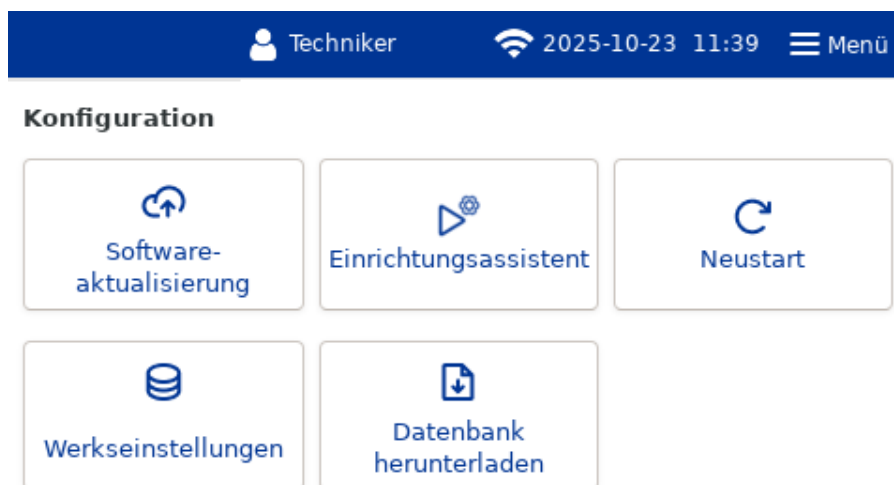 Techniker 2025-10-23 11:39 Menü
Konfiguration
Software-
aktualisierung
Einrichtungsassistent
Neustart
Werkseinstellungen
Datenbank
herunterladen